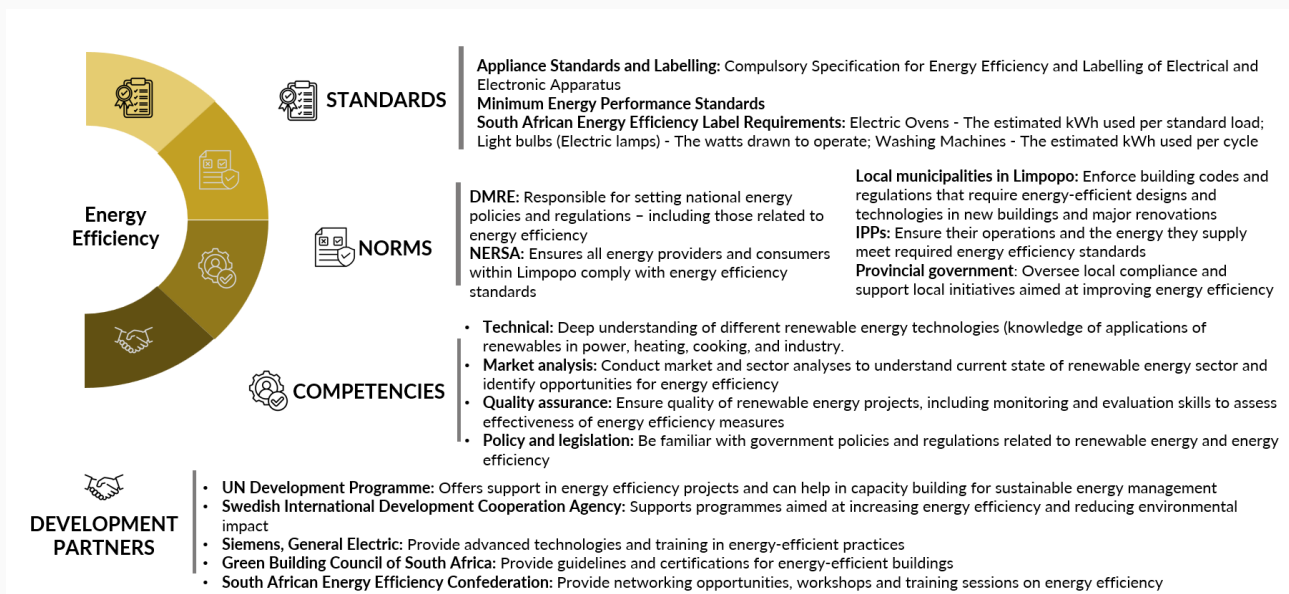 Energy
Efficiency
STANDARDS
Appliance Standards and Labelling: Compulsory Specification for Energy Efficiency and Labelling of Electrical and
Electronic Apparatus
Minimum Energy Performance Standards
South African Energy Efficiency Label Requirements: Electric Ovens - The estimated kWh used per standard load;
Light bulbs (Electric lamps) - The watts drawn to operate; Washing Machines - The estimated kWh used per cycle
NORMS
DMRE: Responsible for setting national energy
policies and regulations – including those related to
energy efficiency
NERSA: Ensures all energy providers and consumers
within Limpopo comply with energy efficiency
standards
Local municipalities in Limpopo: Enforce building codes and
regulations that require energy-efficient designs and
technologies in new buildings and major renovations
IPPs: Ensure their operations and the energy they supply
meet required energy efficiency standards
Provincial government: Oversee local compliance and
support local initiatives aimed at improving energy efficiency
COMPETENCIES
• Technical: Deep understanding of different renewable energy technologies (knowledge of applications of
renewables in power, heating, cooking, and industry.
• Market analysis: Conduct market and sector analyses to understand current state of renewable energy sector and
identify opportunities for energy efficiency
• Quality assurance: Ensure quality of renewable energy projects, including monitoring and evaluation skills to assess
effectiveness of energy efficiency measures
• Policy and legislation: Be familiar with government policies and regulations related to renewable energy and energy
efficiency
DEVELOPMENT
PARTNERS
• UN Development Programme: Offers support in energy efficiency projects and can help in capacity building for sustainable energy management
• Swedish International Development Cooperation Agency: Supports programmes aimed at increasing energy efficiency and reducing environmental
impact
• Siemens, General Electric: Provide advanced technologies and training in energy-efficient practices
• Green Building Council of South Africa: Provide guidelines and certifications for energy-efficient buildings
• South African Energy Efficiency Confederation: Provide networking opportunities, workshops and training sessions on energy efficiency